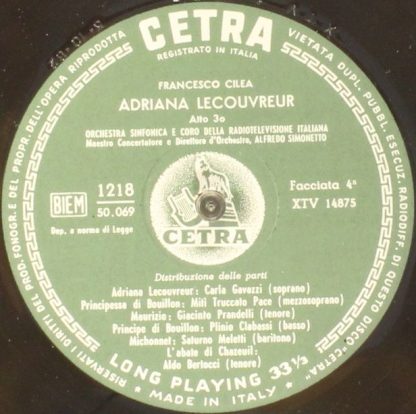 CETRA
REGISTRATO IN ITALIA
RISERVATI I DIRITTI DEL PROD. FONOGR. E DEL PROPR. DELL'OPERA RIPRODOTTA
VIETATA DUPL. PUBBL. ESECUZ. RADIODIFF. DI QUESTO DISCO "CETRA"
FRANCESCO CILEA
ADRIANA LECOUVREUR
Atto 3o
ORCHESTRA SINFONICA E CORO DELLA RADIOTELEVISIONE ITALIANA
Maestro Concertatore e Direttore d'Orchestra, ALFREDO SIMONETTO
BIEM
1218
50.069
Dep. a norma di Legge
Facciata 4ª
XTV 14875
CETRA
Distribuzione delle parti
Adriana Lecouvreur: Carla Gavazzi (soprano)
Principessa di Bouillon: Miti Truccato Pace (mezzosoprano)
Maurizio: Giacinto Prandelli (tenore)
Principe di Bouillon: Plinio Clabassi (basso)
Michonnet: Saturno Meletti (baritono)
L'abate di Chazeuil:
Aldo Bertocci (tenore)
LONG PLAYING 33⅓
★ MADE IN ITALY ★